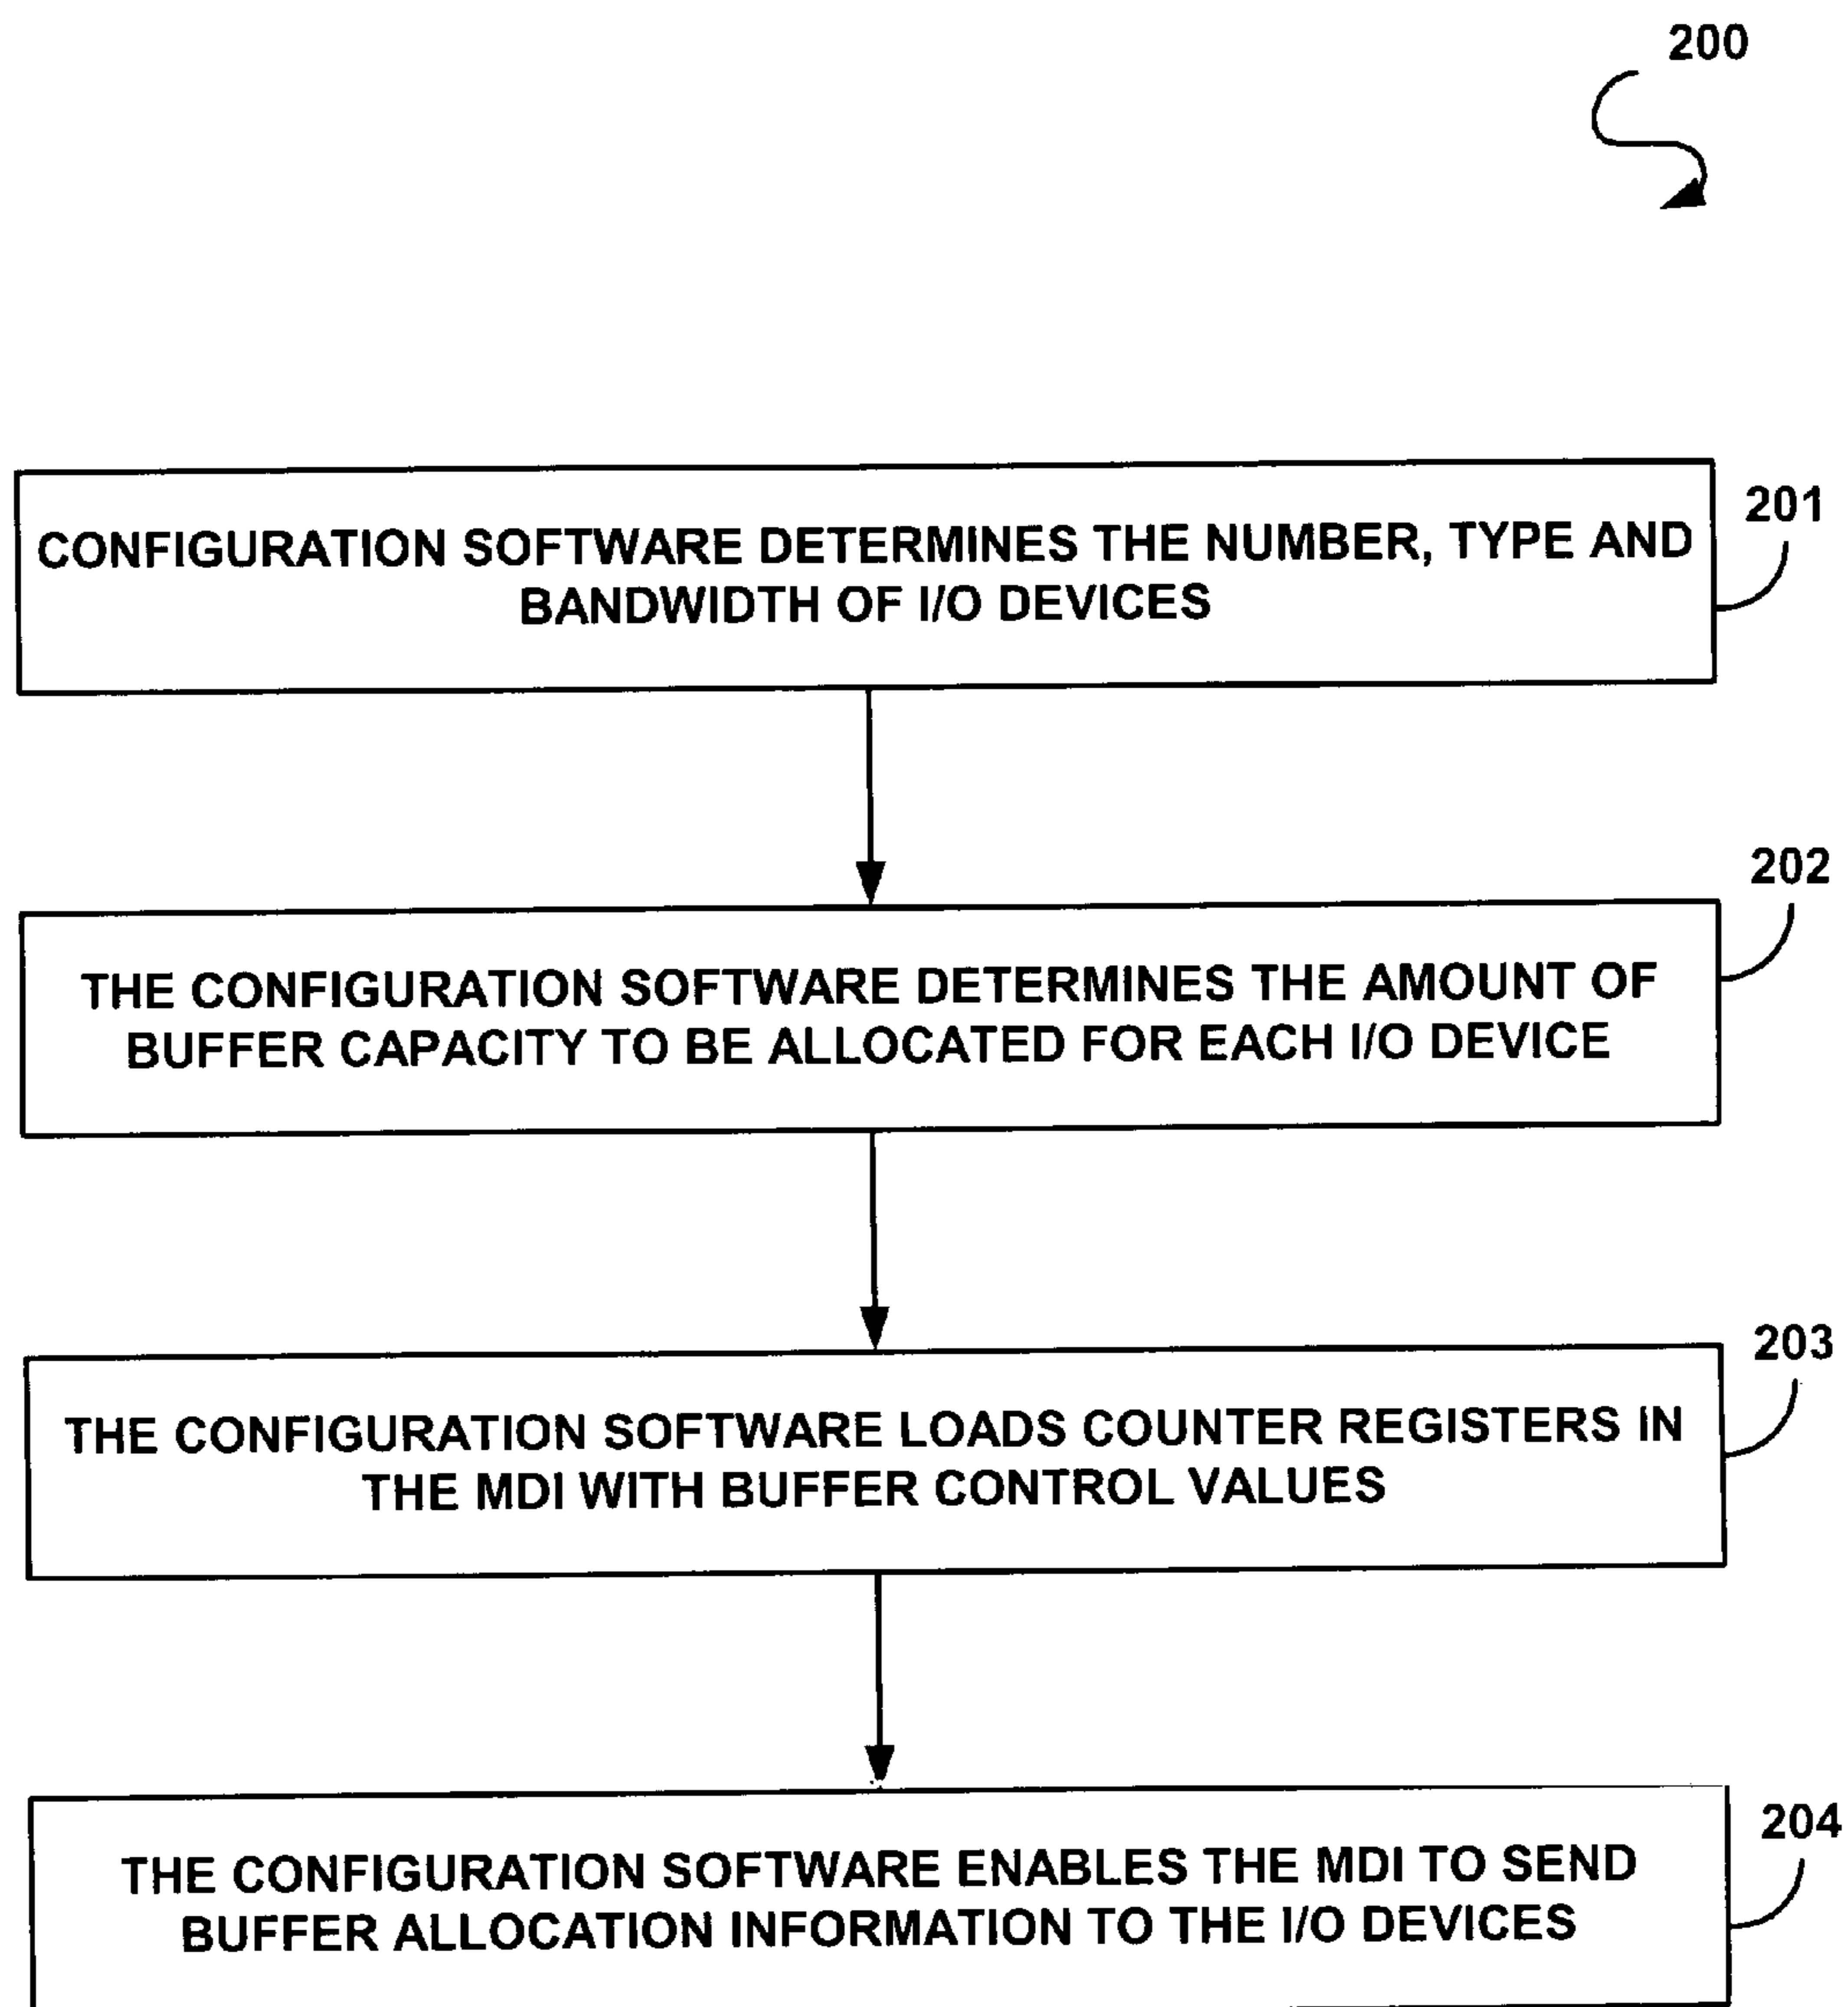 200
201
CONFIGURATION SOFTWARE DETERMINES THE NUMBER, TYPE AND
BANDWIDTH OF I/O DEVICES
202
THE CONFIGURATION SOFTWARE DETERMINES THE AMOUNT OF
BUFFER CAPACITY TO BE ALLOCATED FOR EACH I/O DEVICE
203
THE CONFIGURATION SOFTWARE LOADS COUNTER REGISTERS IN
THE MDI WITH BUFFER CONTROL VALUES
204
THE CONFIGURATION SOFTWARE ENABLES THE MDI TO SEND
BUFFER ALLOCATION INFORMATION TO THE I/O DEVICES